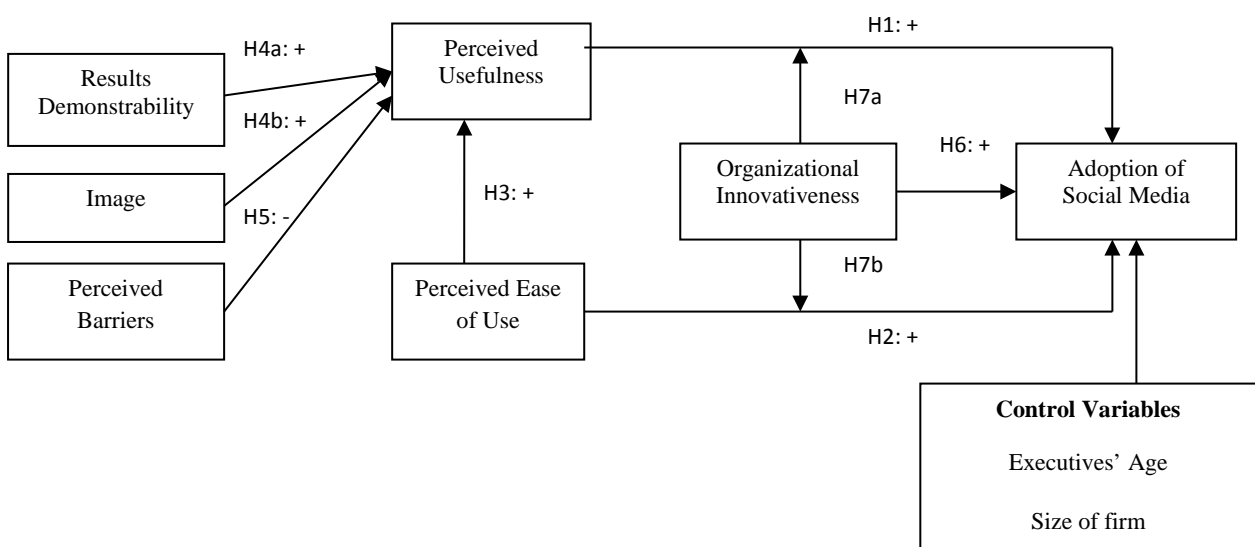 H4a: +
Results
Demonstrability
H4b: +
Image
H5: -
Perceived
Barriers
Perceived
Usefulness
H3: +
Perceived Ease
of Use
H1: +
H7a
Organizational
Innovativeness
H7b
H6: +
H2: +
Adoption of
Social Media
Control Variables
Executives’ Age
Size of firm